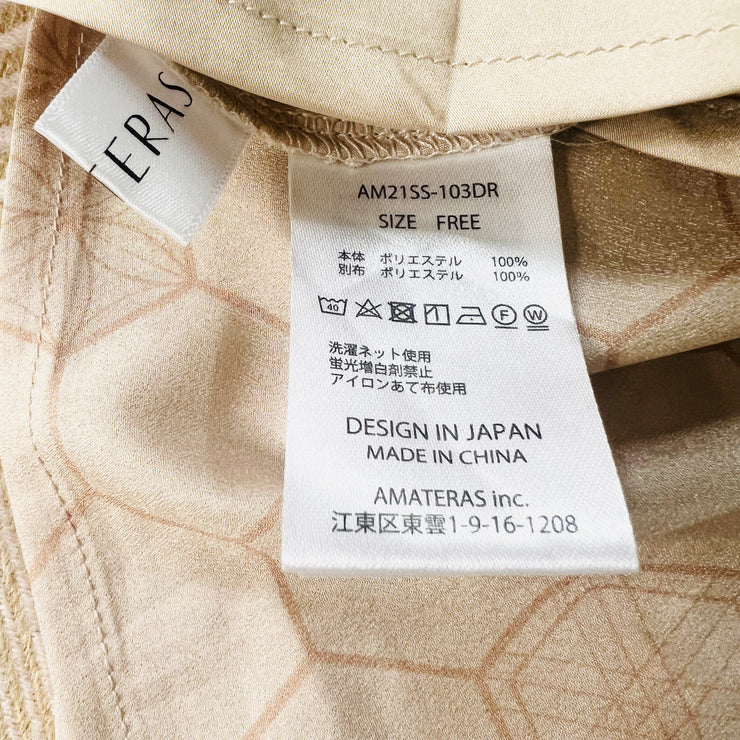 TERAS
AM21SS-103DR
SIZE FREE
本体 ポリエステル 100%
別布 ポリエステル 100%
40 F W
洗濯ネット使用
蛍光増白剤禁止
アイロンあて布使用
DESIGN IN JAPAN
MADE IN CHINA
AMATERAS inc.
江東区東雲1-9-16-1208